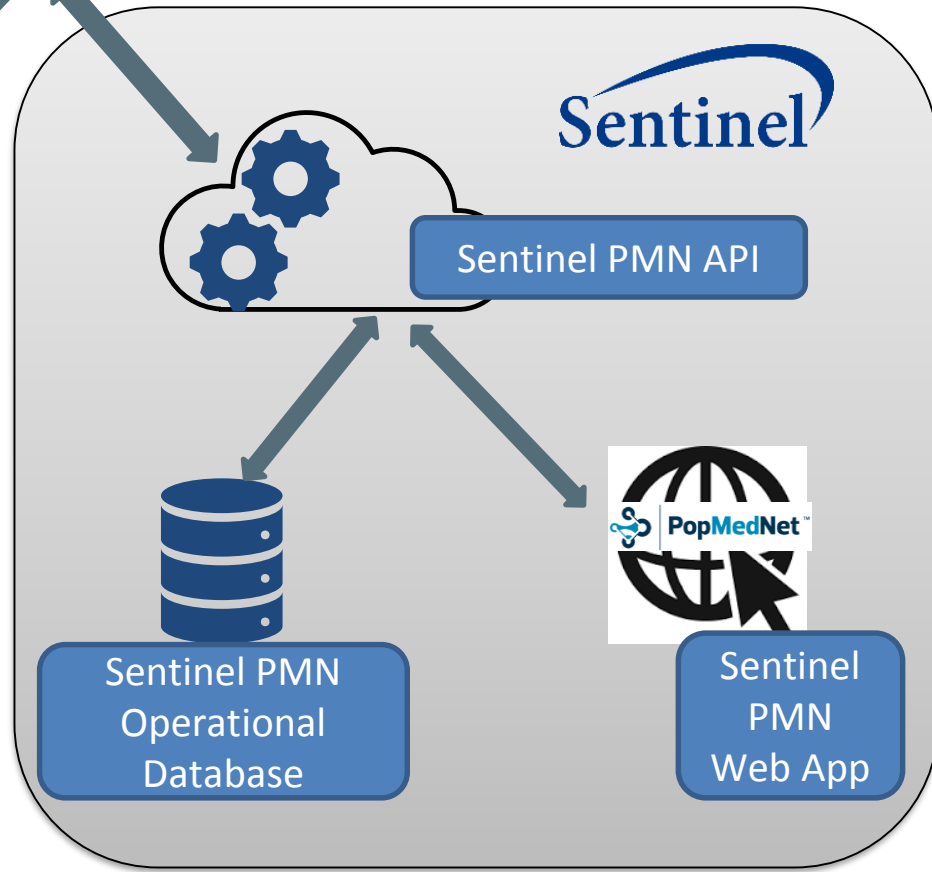 Sentinel
Sentinel PMN API
PopMedNet™
Sentinel PMN
Operational
Database
Sentinel
PMN
Web App